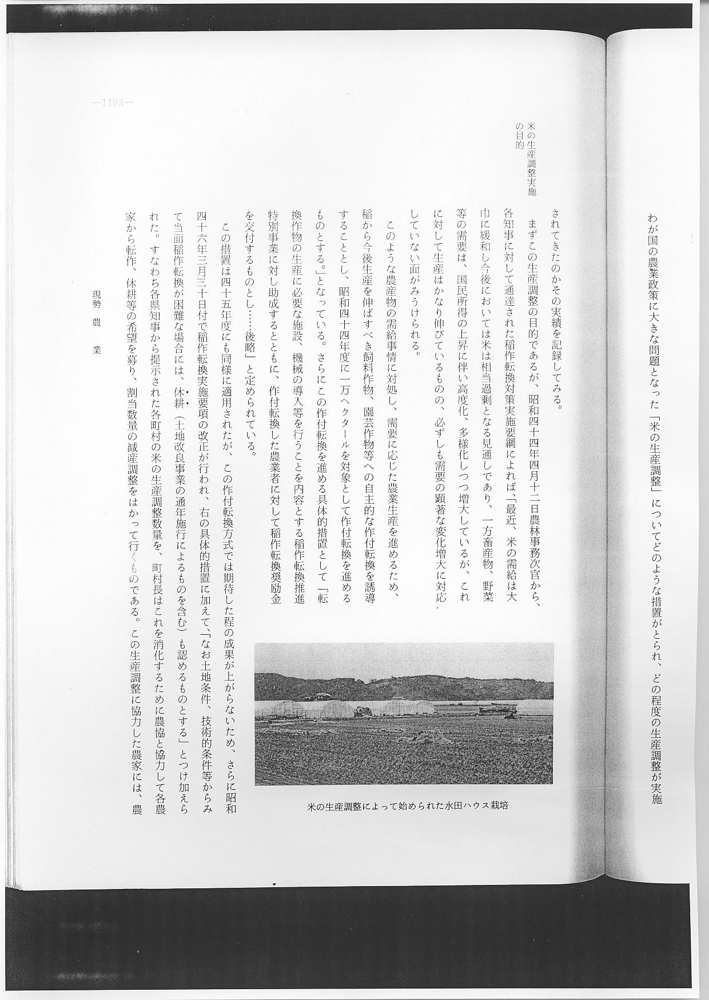 わが国の農業政策に大きな問題となった「米の生産調整」についてどのような措置がとられ、どの程度の生産調整が実施
されてきたのかその実績を記録してみる。
米の生産調整実施
の目的
まずこの生産調整の目的であるが、昭和四十四年四月十二日農林事務次官から、
各知事に対して通達された稲作転換対策実施要綱によれば、「最近、米の需給は大
巾に緩和し今後においては米は相当過剰となる見通しであり、一方畜産物、野菜
等の需要は、国民所得の上昇に伴い高度化、多様化しつつ増大しているが、これ
に対して生産はかなり伸びているものの、必ずしも需要の顕著な変化増大に対応
していない面がみうけられる。
このような農産物の需給事情に対処し、需要に応じた農業生産を進めるため、
稲から今後生産を伸ばすべき飼料作物、園芸作物等への自主的な作付転換を誘導
することとし、昭和四十四年度に一万ヘクタールを対象として作付転換を進める
ものとする。」となっている。さらにこの作付転換を進める具体的措置として「転
換作物の生産に必要な施設、機械の導入等を行うことを内容とする稲作転換推進
特別事業に対し助成するとともに、作付転換した農業者に対して稲作転換奨励金
を交付するものとし……後略」と定められている。
この措置は四十五年度にも同様に適用されたが、この作付転換方式では期待した程の成果が上がらないため、さらに昭和
四十六年三月三十日付で稲作転換実施要項の改正が行われ、右の具体的措置に加えて、「なお土地条件、技術的条件等からみ
て当面稲作転換が困難な場合には、休耕（土地改良事業の通年施行によるものを含む）も認めるものとする」とつけ加えら
れた。すなわち各県知事から提示された各町村の米の生産調整数量を、町村長はこれを消化するために農協と協力して各農
家から転作、休耕等の希望を募り、割当数量の減産調整をはかって行くものである。この生産調整に協力した農家には、農
米の生産調整によって始められた水田ハウス栽培
現勢 農 業
—1193—